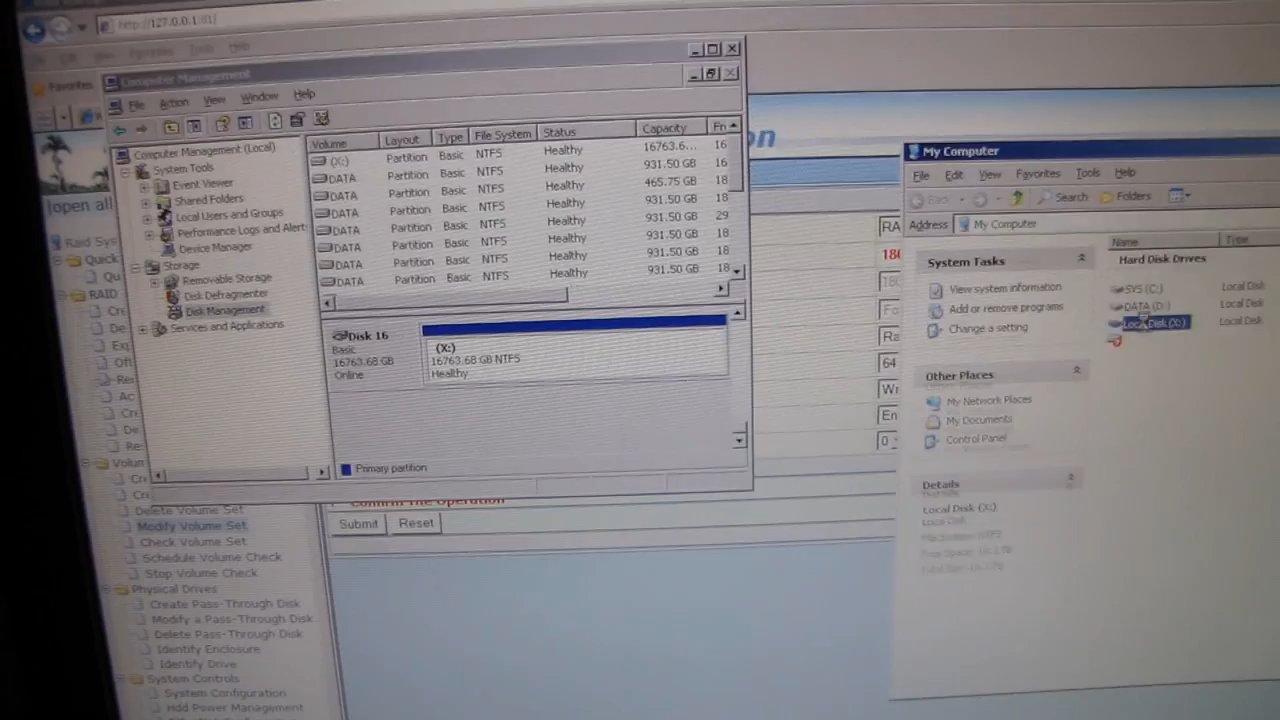 http://127.0.0.1:81/
Favorites Tools Help
Favorites
Computer Management
File Action View Window Help
Computer Management (Local)
System Tools
Event Viewer
Shared Folders
Local Users and Groups
Performance Logs and Alert
Device Manager
Storage
Removable Storage
Disk Defragmenter
Disk Management
Services and Applications
Volume Layout Type File System Status Capacity
(X:) Partition Basic NTFS Healthy 16763.6... 16
DATA Partition Basic NTFS Healthy 931.50 GB 16
DATA Partition Basic NTFS Healthy 465.75 GB 18
DATA Partition Basic NTFS Healthy 931.50 GB 18
DATA Partition Basic NTFS Healthy 931.50 GB 29
DATA Partition Basic NTFS Healthy 931.50 GB 18
DATA Partition Basic NTFS Healthy 931.50 GB 18
DATA Partition Basic NTFS Healthy 931.50 GB 18
Disk 16
Basic
16763.68 GB
Online
(X:)
16763.68 GB NTFS
Healthy
Primary partition
on
|open all
Raid Sys
Quick
Qu
RAID
Cr
De
Ex
Off
Re
Ac
Cr
De
Re
Volum
Cr
Cr
Delete Volume Set
Modify Volume Set
Check Volume Set
Schedule Volume Check
Stop Volume Check
Physical Drives
Create Pass-Through Disk
Modify a Pass-Through Disk
Delete Pass-Through Disk
Identify Enclosure
Identify Drive
System Controls
System Configuration
Hdd Power Management
Confirm The Operation
Submit Reset
RA
180
Ra
64
Wr
En
0
My Computer
File Edit View Favorites Tools Help
Back Search Folders
Address My Computer
System Tasks
View system information
Add or remove programs
Change a setting
Other Places
My Network Places
My Documents
Control Panel
Details
Local Disk (X:)
Local Disk
File System: NTFS
Name Type
Hard Disk Drives
SYS (C:) Local Disk
DATA (D:) Local Disk
Local Disk (X:) Local Disk